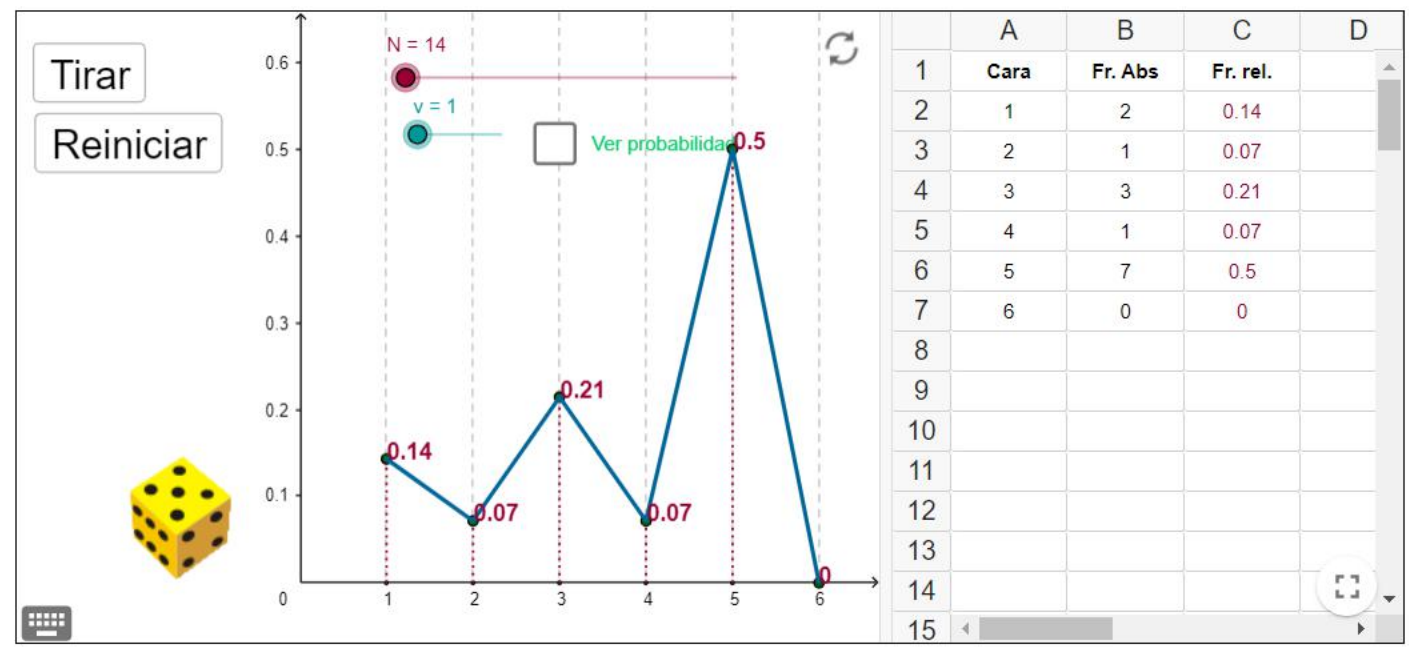 Tirar
Reiniciar
N = 14
v = 1
Ver probabilidad
0.6
0.5
0.4
0.3
0.2
0.1
0 1 2 3 4 5 6
0.14
0.07
0.21
0.07
0.5
0
A B C D
1 Cara Fr. Abs Fr. rel.
2 1 2 0.14
3 2 1 0.07
4 3 3 0.21
5 4 1 0.07
6 5 7 0.5
7 6 0 0
8
9
10
11
12
13
14
15